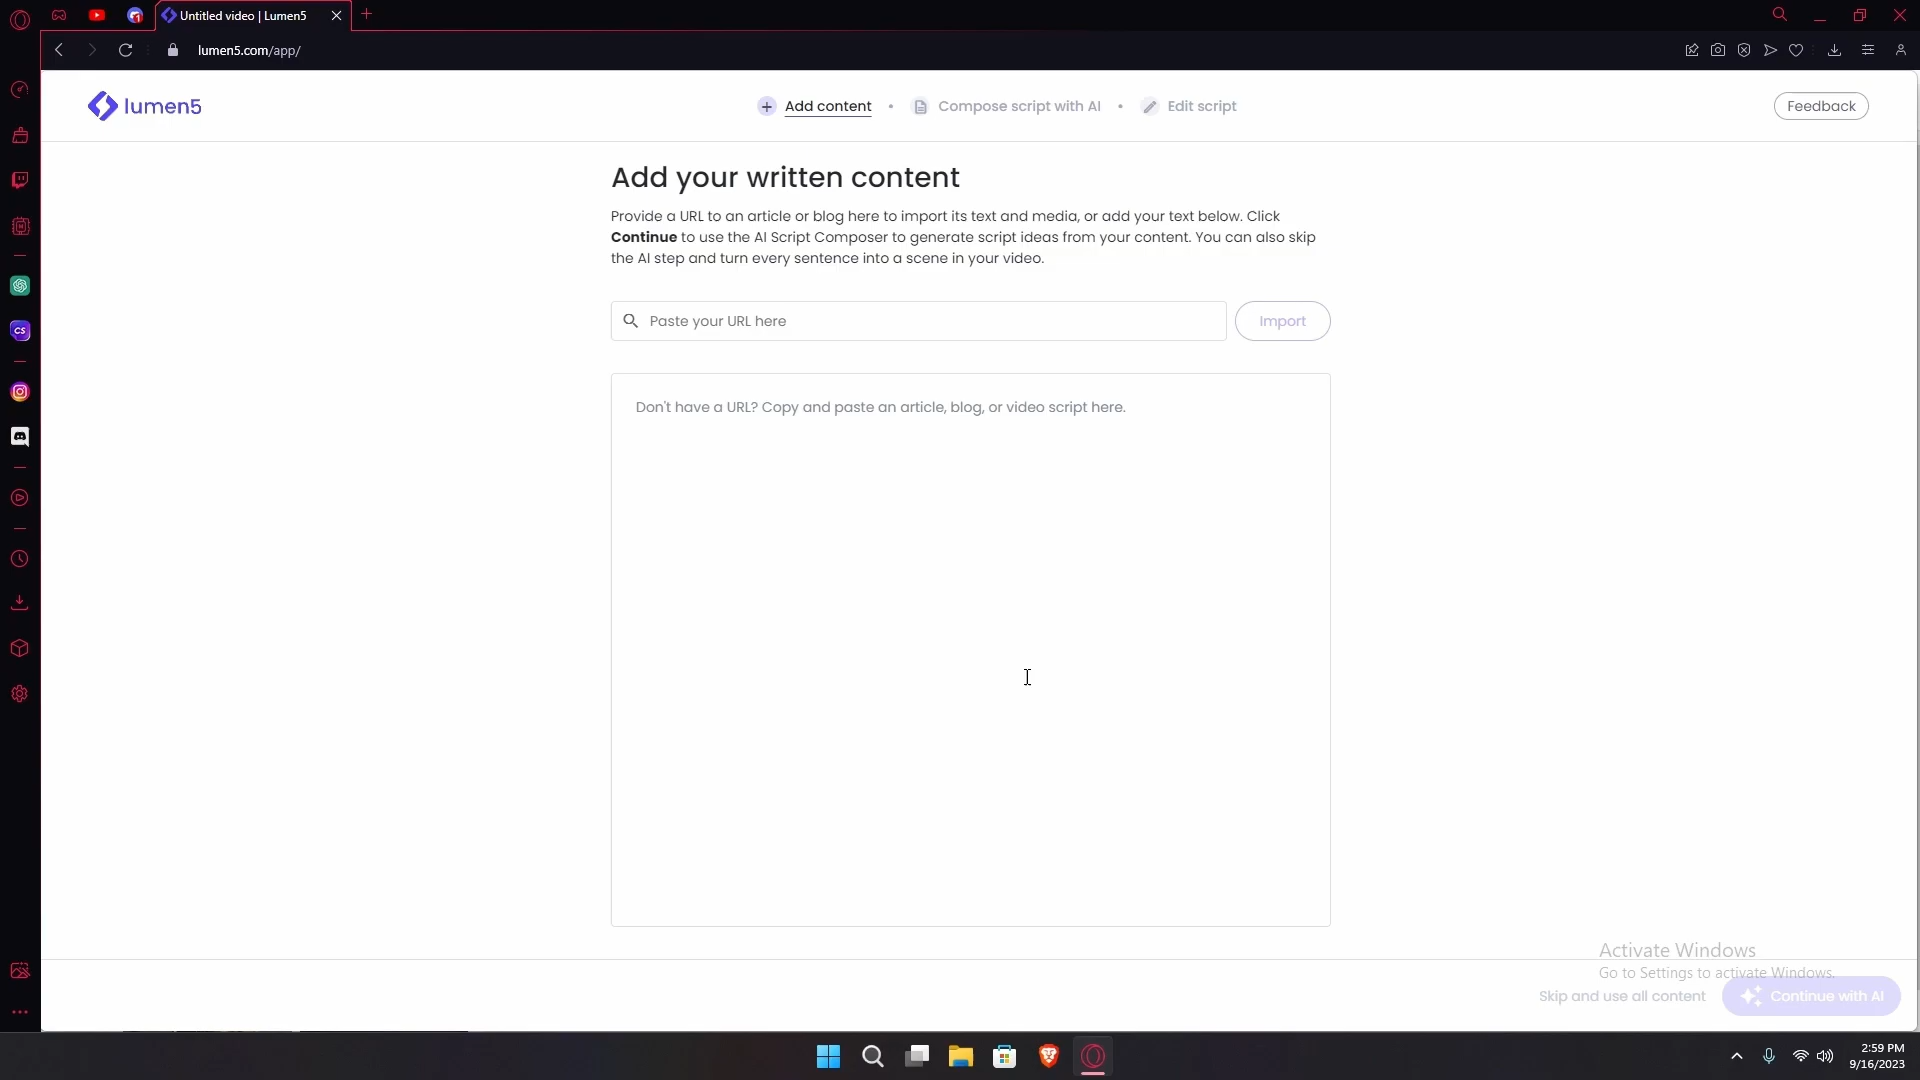 Untitled video | Lumen5
lumen5.com/app/
lumen5
Add content
Compose script with AI
Edit script
Feedback
Add your written content
Provide a URL to an article or blog here to import its text and media, or add your text below. Click
Continue to use the AI Script Composer to generate script ideas from your content. You can also skip
the AI step and turn every sentence into a scene in your video.
Paste your URL here
Import
Don't have a URL? Copy and paste an article, blog, or video script here.
Activate Windows
Go to Settings to activate Windows.
Skip and use all content
Continue with AI
CS
2:59 PM
9/16/2023